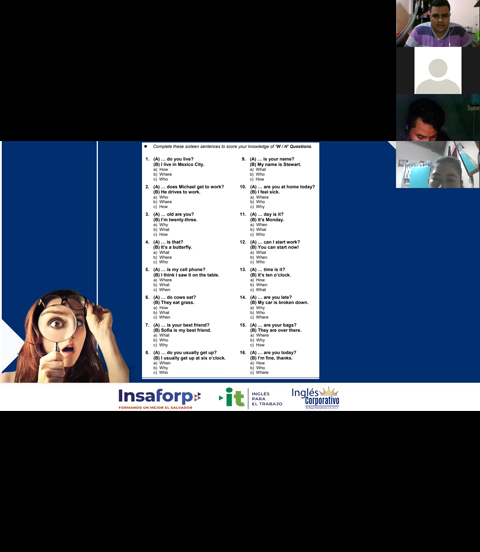 ● Complete these sixteen sentences to score your knowledge of 'W / H' Questions
1. (A) ... do you live?
(B) I live in Mexico City.
a) How
b) Where
c) Who
2. (A) ... does Michael get to work?
(B) He drives to work.
a) Who
b) Where
c) How
3. (A) ... old are you?
(B) I'm twenty-three.
a) Why
b) What
c) How
4. (A) ... is that?
(B) It's a butterfly.
a) What
b) Where
c) Who
5. (A) ... is my cell phone?
(B) I think I saw it on the table.
a) Where
b) What
c) When
6. (A) ... do cows eat?
(B) They eat grass.
a) How
b) What
c) When
7. (A) ... is your best friend?
(B) Sofia is my best friend.
a) What
b) Who
c) Why
8. (A) ... do you usually get up?
(B) I usually get up at six o'clock.
a) When
b) Why
c) Who
9. (A) ... is your name?
(B) My name is Stewart.
a) What
b) Who
c) How
10. (A) ... are you at home today?
(B) I feel sick.
a) Where
b) Who
c) Why
11. (A) ... day is it?
(B) It's Monday.
a) When
b) What
c) Who
12. (A) ... can I start work?
(B) You can start now!
a) What
b) When
c) Who
13. (A) ... time is it?
(B) It's ten o'clock.
a) How
b) When
c) What
14. (A) ... are you late?
(B) My car is broken down.
a) Why
b) Who
c) How
15. (A) ... are your bags?
(B) They are over there.
a) Where
b) Why
c) How
16. (A) ... are you today?
(B) I'm fine, thanks.
a) How
b) Who
c) Where
Insaforp
FORMANDO UN MEJOR EL SALVADOR
it
INGLÉS
PARA
EL TRABAJO
Inglés
Corporativo